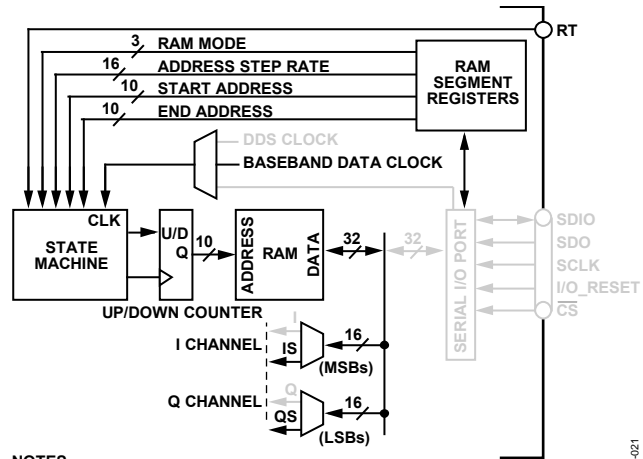 RT
3 RAM MODE
16 ADDRESS STEP RATE
10 START ADDRESS
10 END ADDRESS
RAM
SEGMENT
REGISTERS
DDS CLOCK
BASEBAND DATA CLOCK
CLK
STATE
MACHINE
U/D
Q
10
ADDRESS
RAM
DATA
32
32
SERIAL I/O PORT
SDIO
SDO
SCLK
I/O_RESET
CS
UP/DOWN COUNTER
I
I CHANNEL
IS
16
(MSBs)
Q
Q CHANNEL
QS
16
(LSBs)
-021